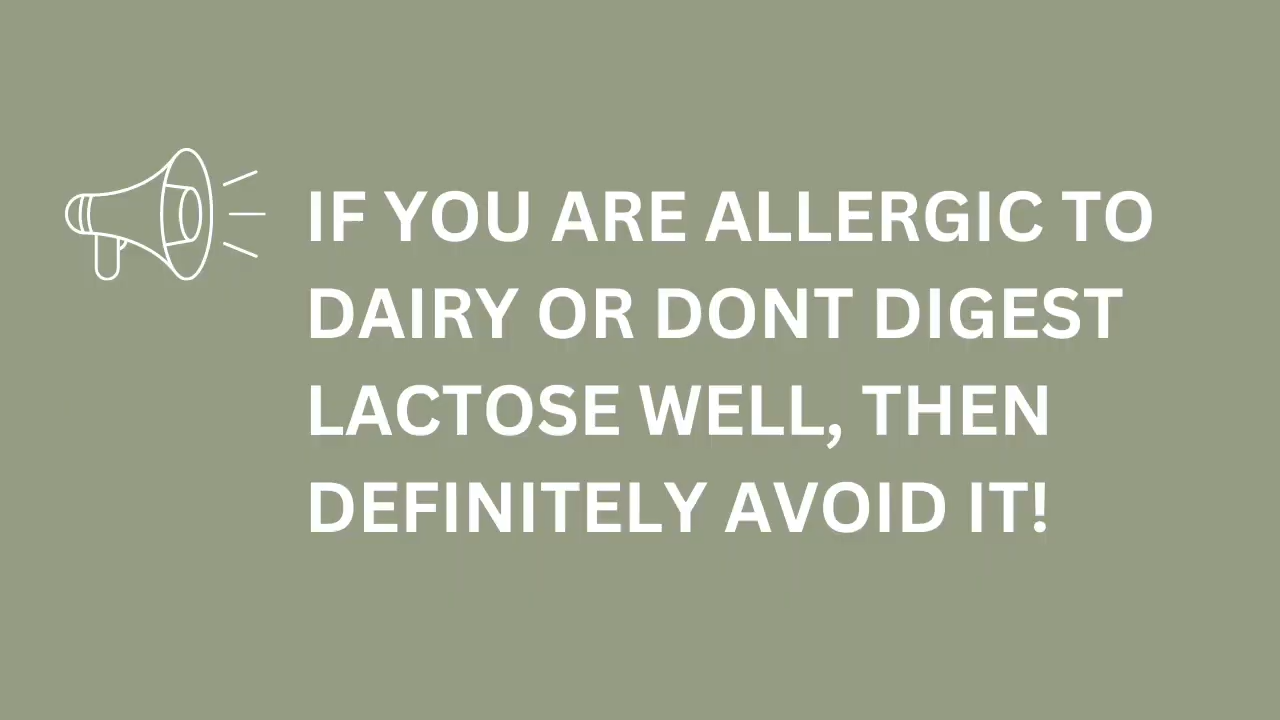 IF YOU ARE ALLERGIC TO
DAIRY OR DONT DIGEST
LACTOSE WELL, THEN
DEFINITELY AVOID IT!